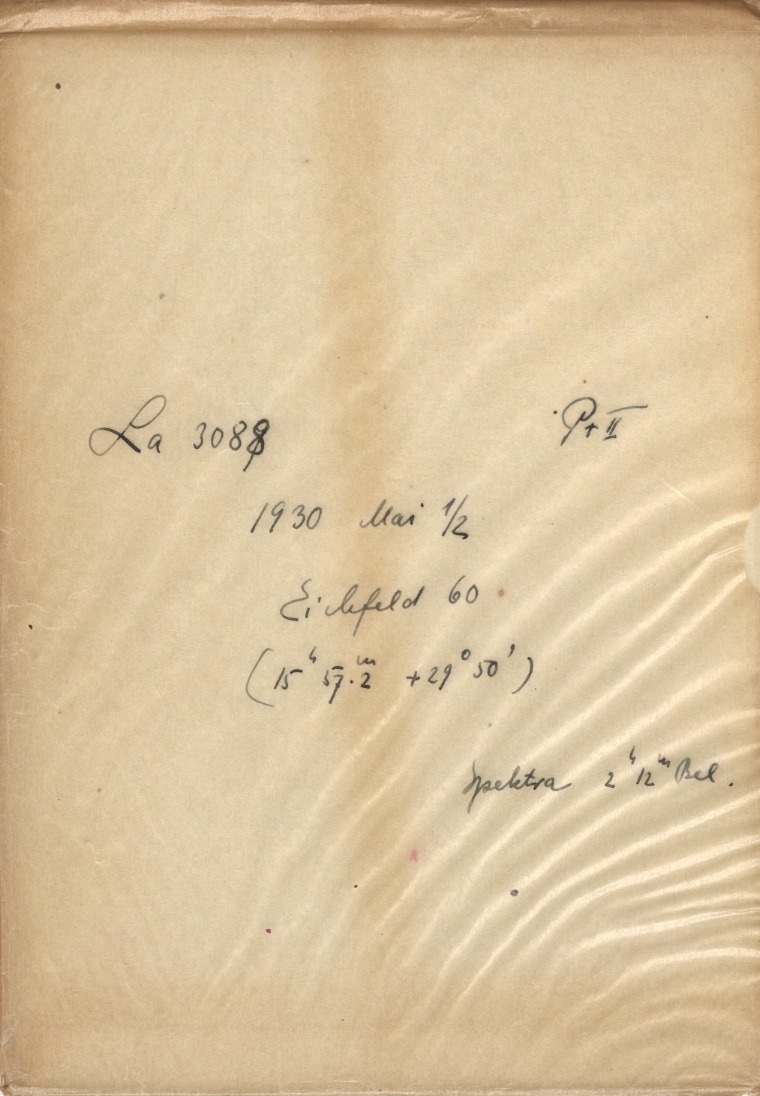 La 3088 Pr II
1930 Mai 1/2
Eichfeld 60
(15ʰ 57.ᵐ2 +29° 50')
Spektra 2ʰ 12ᵐ Bel.